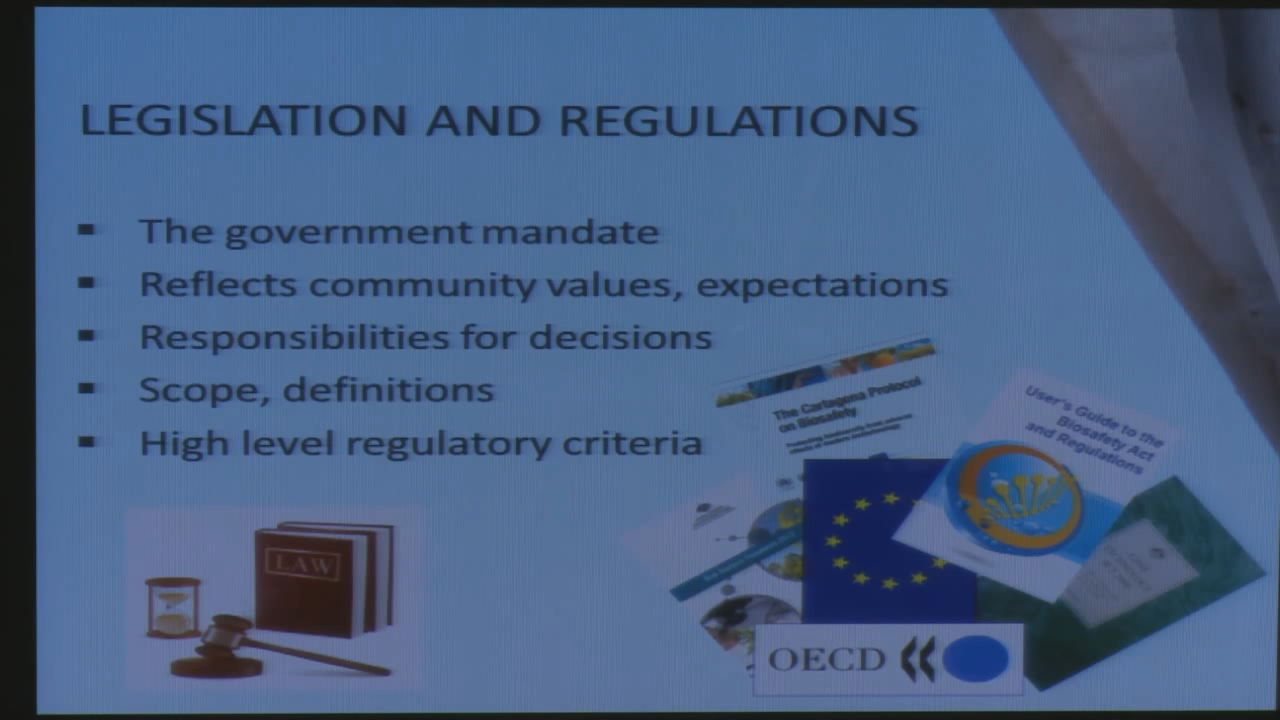 LEGISLATION AND REGULATIONS
▪ The government mandate
▪ Reflects community values, expectations
▪ Responsibilities for decisions
▪ Scope, definitions
▪ High level regulatory criteria
The Cartagena Protocol
on Biosafety
User's Guide to the
Biosafety Act
and Regulations
LAW
OECD